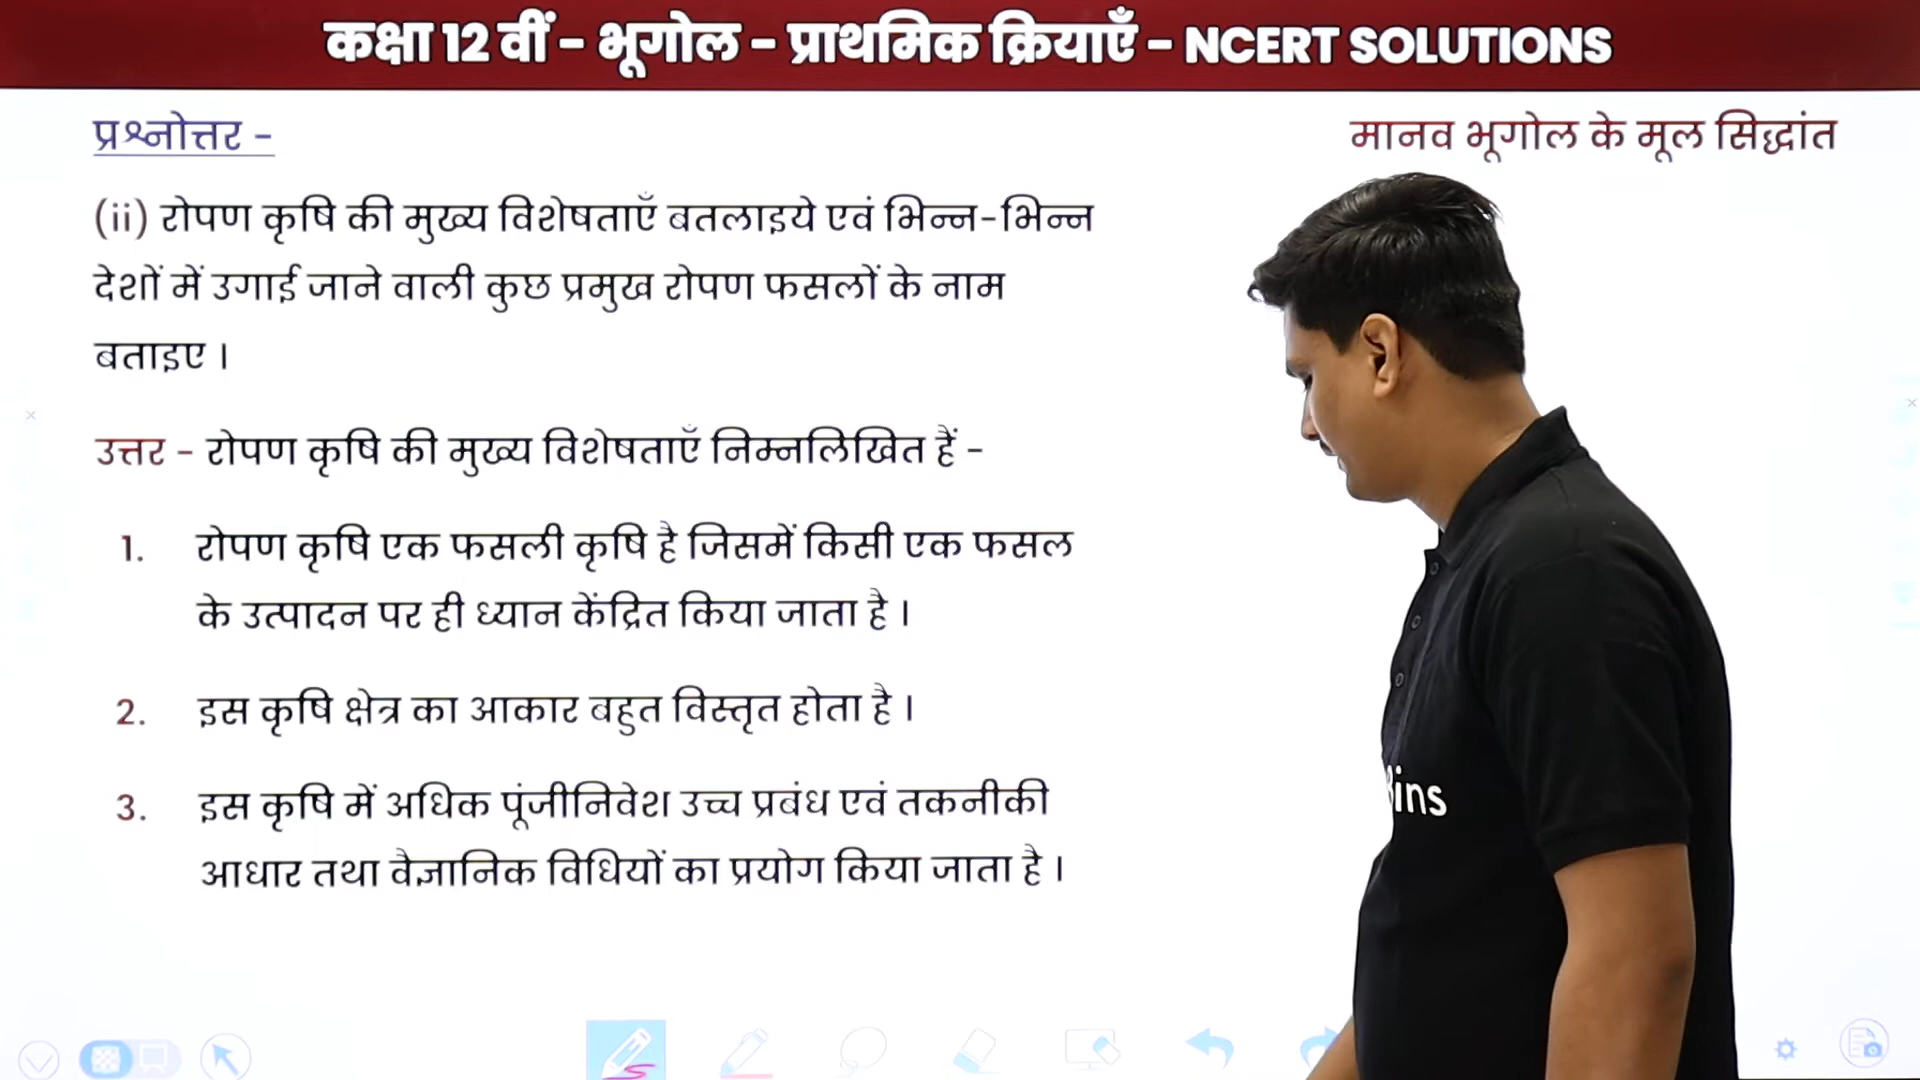 कक्षा 12 वीं - भूगोल - प्राथमिक क्रियाएँ - NCERT SOLUTIONS
प्रश्नोत्तर -
मानव भूगोल के मूल सिद्धांत
(ii) रोपण कृषि की मुख्य विशेषताएँ बतलाइये एवं भिन्न-भिन्न
देशों में उगाई जाने वाली कुछ प्रमुख रोपण फसलों के नाम
बताइए ।
उत्तर - रोपण कृषि की मुख्य विशेषताएँ निम्नलिखित हैं -
1. रोपण कृषि एक फसली कृषि है जिसमें किसी एक फसल
के उत्पादन पर ही ध्यान केंद्रित किया जाता है ।
2. इस कृषि क्षेत्र का आकार बहुत विस्तृत होता है ।
3. इस कृषि में अधिक पूंजीनिवेश उच्च प्रबंध एवं तकनीकी
आधार तथा वैज्ञानिक विधियों का प्रयोग किया जाता है ।